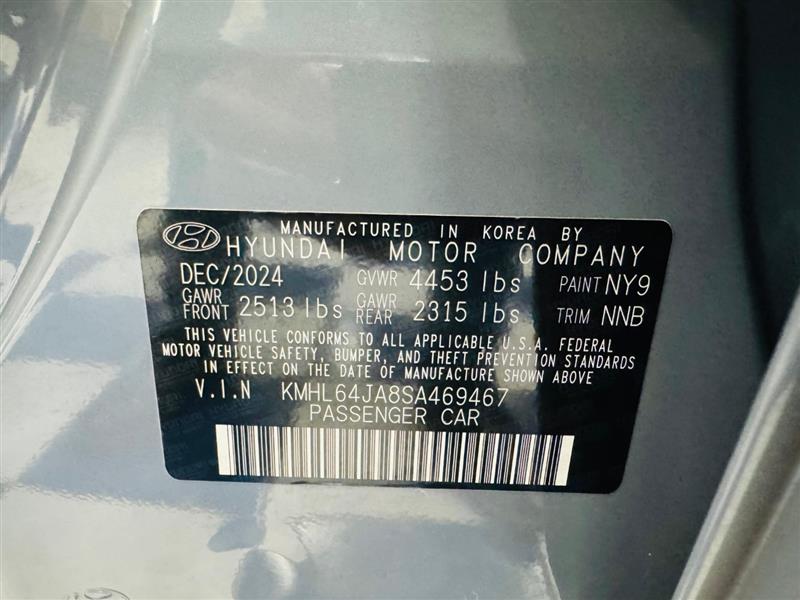 MANUFACTURED IN KOREA BY
HYUNDAI MOTOR COMPANY
DEC/2024 GVWR 4453 lbs PAINT NY9
GAWR FRONT 2513 lbs GAWR REAR 2315 lbs TRIM NNB
THIS VEHICLE CONFORMS TO ALL APPLICABLE U.S.A. FEDERAL
MOTOR VEHICLE SAFETY, BUMPER, AND THEFT PREVENTION STANDARDS
IN EFFECT ON THE DATE OF MANUFACTURE SHOWN ABOVE
V.I.N KMHL64JA8SA469467
PASSENGER CAR